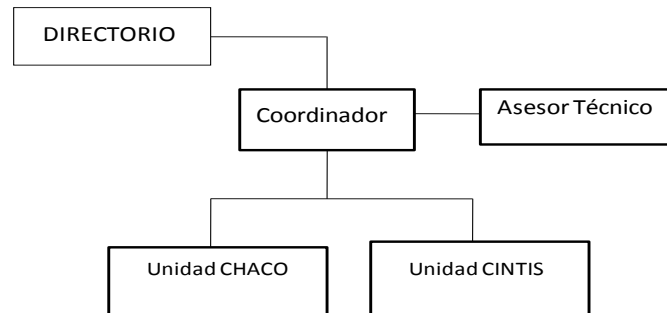 DIRECTORIO
Coordinador
Asesor Técnico
Unidad CHACO
Unidad CINTIS